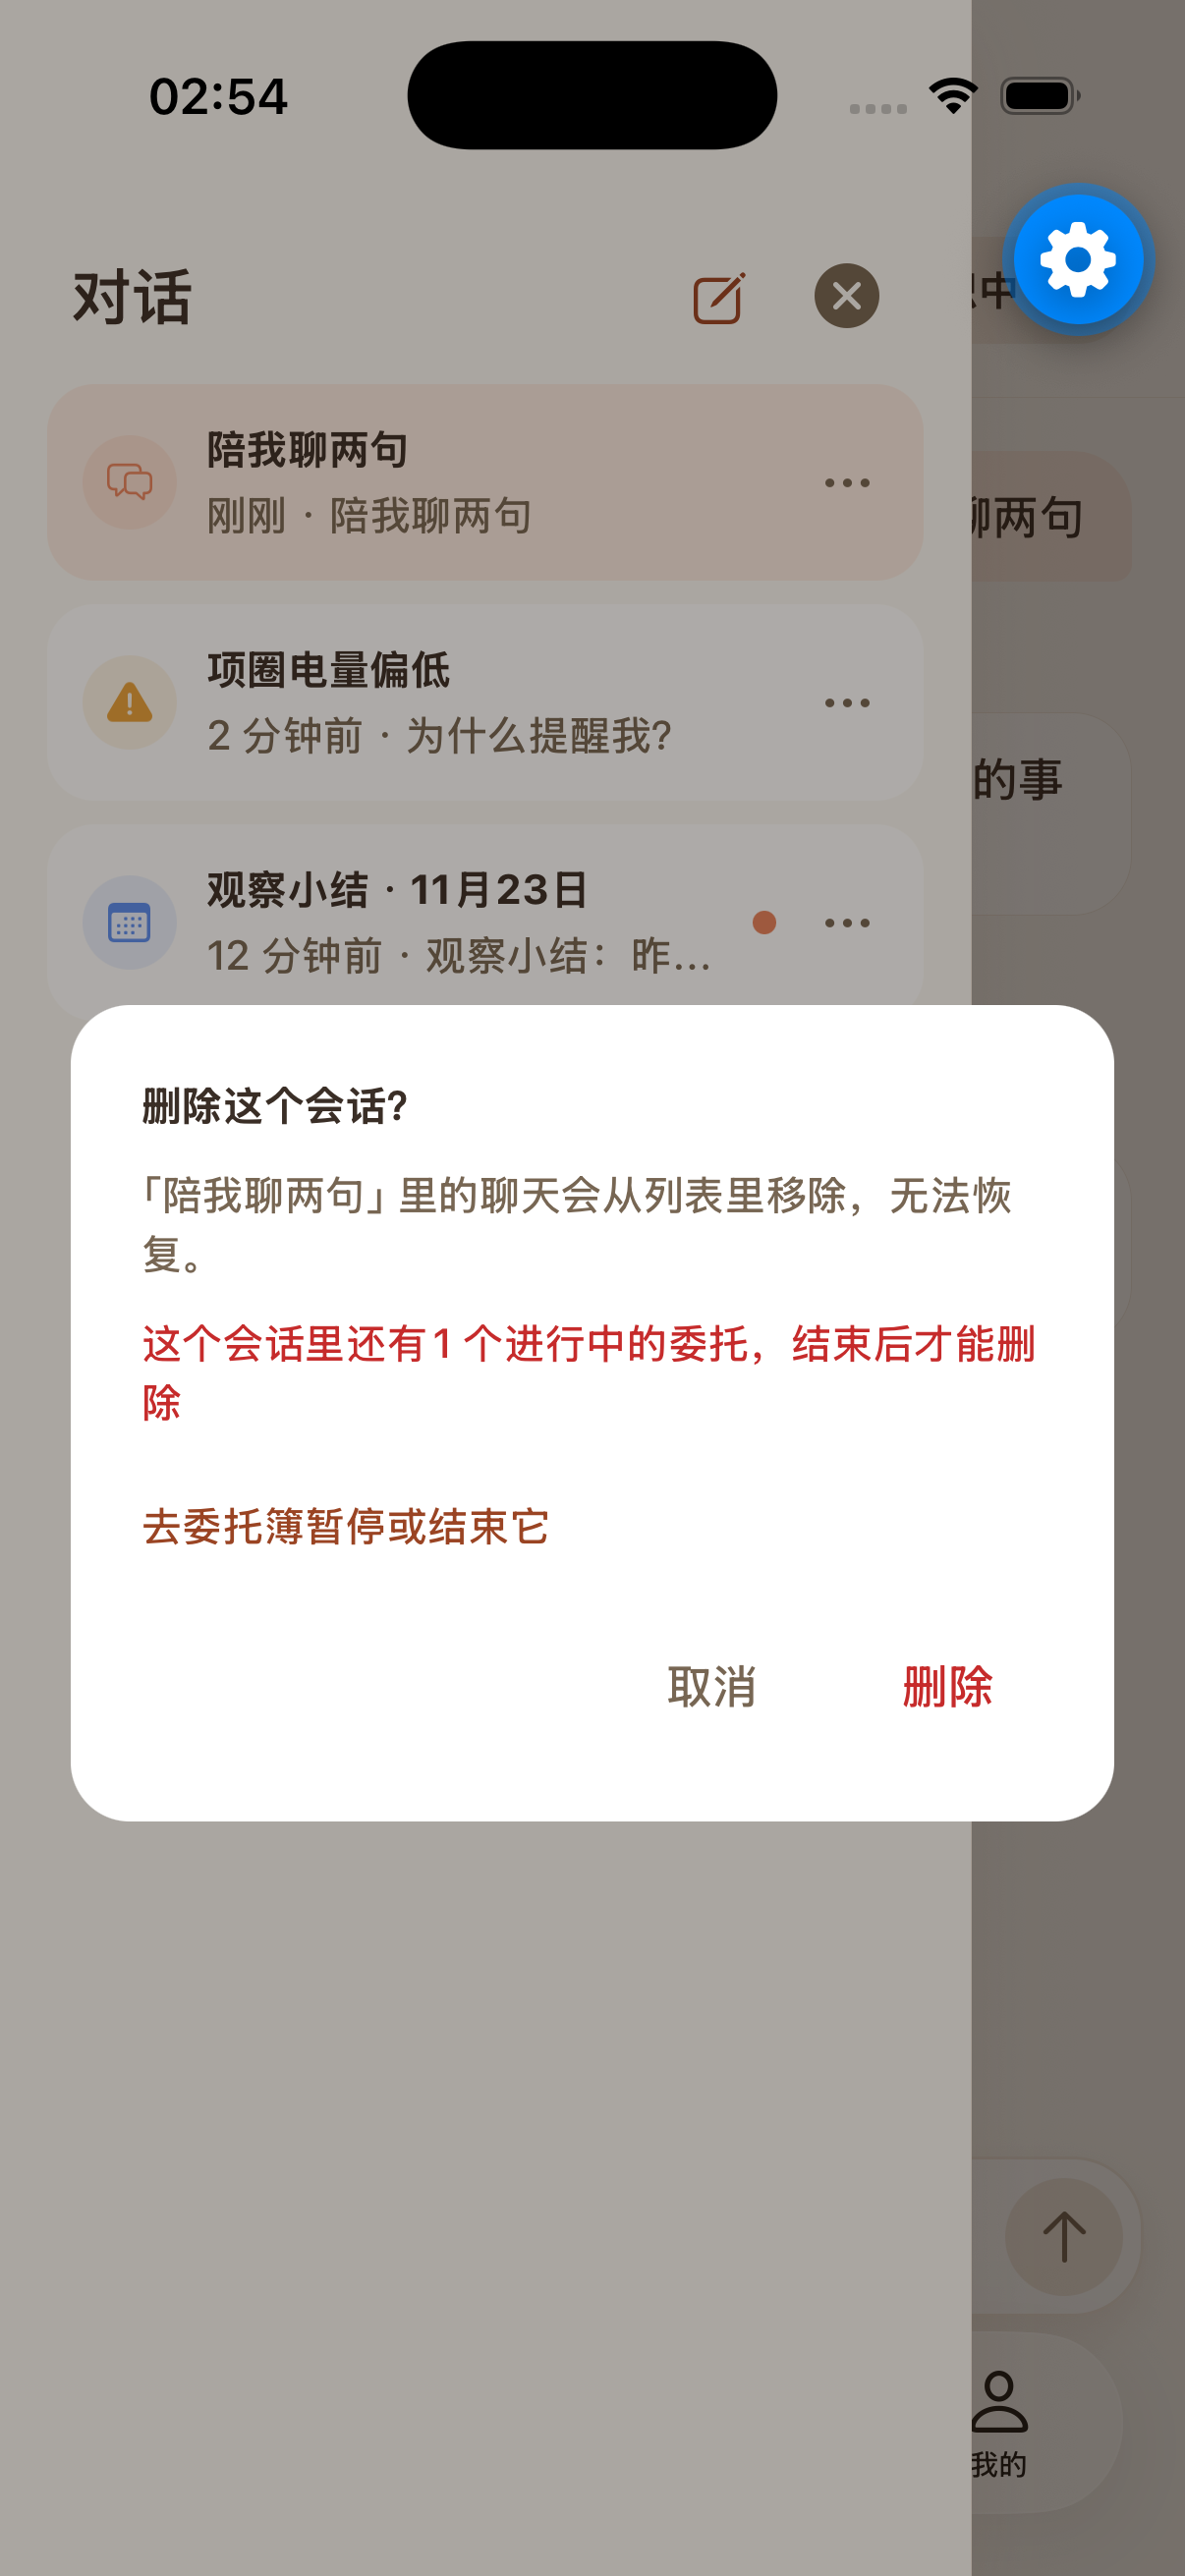 02:54
对话
中
陪我聊两句
刚刚 · 陪我聊两句
聊两句
项圈电量偏低
2 分钟前 · 为什么提醒我?
的事
观察小结 · 11月23日
12 分钟前 · 观察小结：昨...
删除这个会话?
「陪我聊两句」里的聊天会从列表里移除，无法恢
复。
这个会话里还有 1 个进行中的委托，结束后才能删
除
去委托簿暂停或结束它
取消
删除
我的